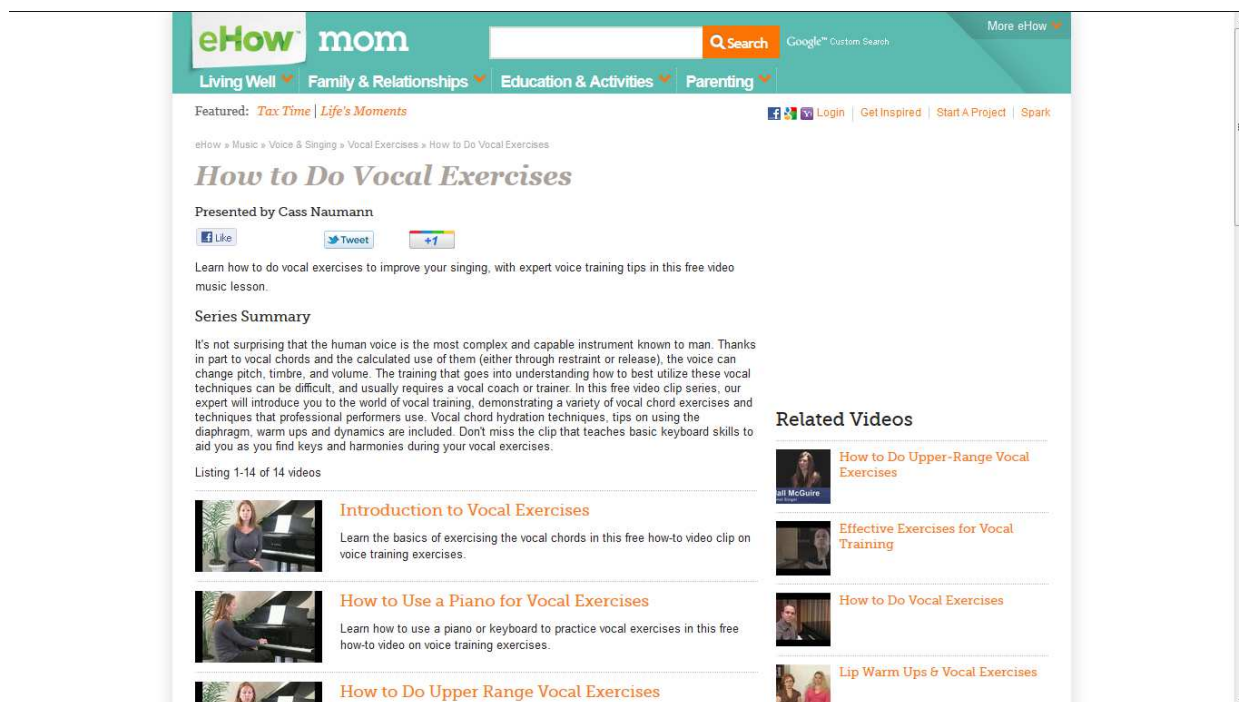 eHow™ mom
Search
Google™ Custom Search
More eHow
Living Well Family & Relationships Education & Activities Parenting
Featured: Tax Time | Life's Moments
Login | Get Inspired | Start A Project | Spark
eHow » Music » Voice & Singing » Vocal Exercises » How to Do Vocal Exercises
How to Do Vocal Exercises
Presented by Cass Naumann
Like
Tweet
+1
Learn how to do vocal exercises to improve your singing, with expert voice training tips in this free video
music lesson.
Series Summary
It's not surprising that the human voice is the most complex and capable instrument known to man. Thanks
in part to vocal chords and the calculated use of them (either through restraint or release), the voice can
change pitch, timbre, and volume. The training that goes into understanding how to best utilize these vocal
techniques can be difficult, and usually requires a vocal coach or trainer. In this free video clip series, our
expert will introduce you to the world of vocal training, demonstrating a variety of vocal chord exercises and
techniques that professional performers use. Vocal chord hydration techniques, tips on using the
diaphragm, warm ups and dynamics are included. Don't miss the clip that teaches basic keyboard skills to
aid you as you find keys and harmonies during your vocal exercises.
Listing 1-14 of 14 videos
Introduction to Vocal Exercises
Learn the basics of exercising the vocal chords in this free how-to video clip on
voice training exercises.
How to Use a Piano for Vocal Exercises
Learn how to use a piano or keyboard to practice vocal exercises in this free
how-to video on voice training exercises.
How to Do Upper Range Vocal Exercises
Related Videos
How to Do Upper-Range Vocal
Exercises
all McGuire
Effective Exercises for Vocal
Training
How to Do Vocal Exercises
Lip Warm Ups & Vocal Exercises